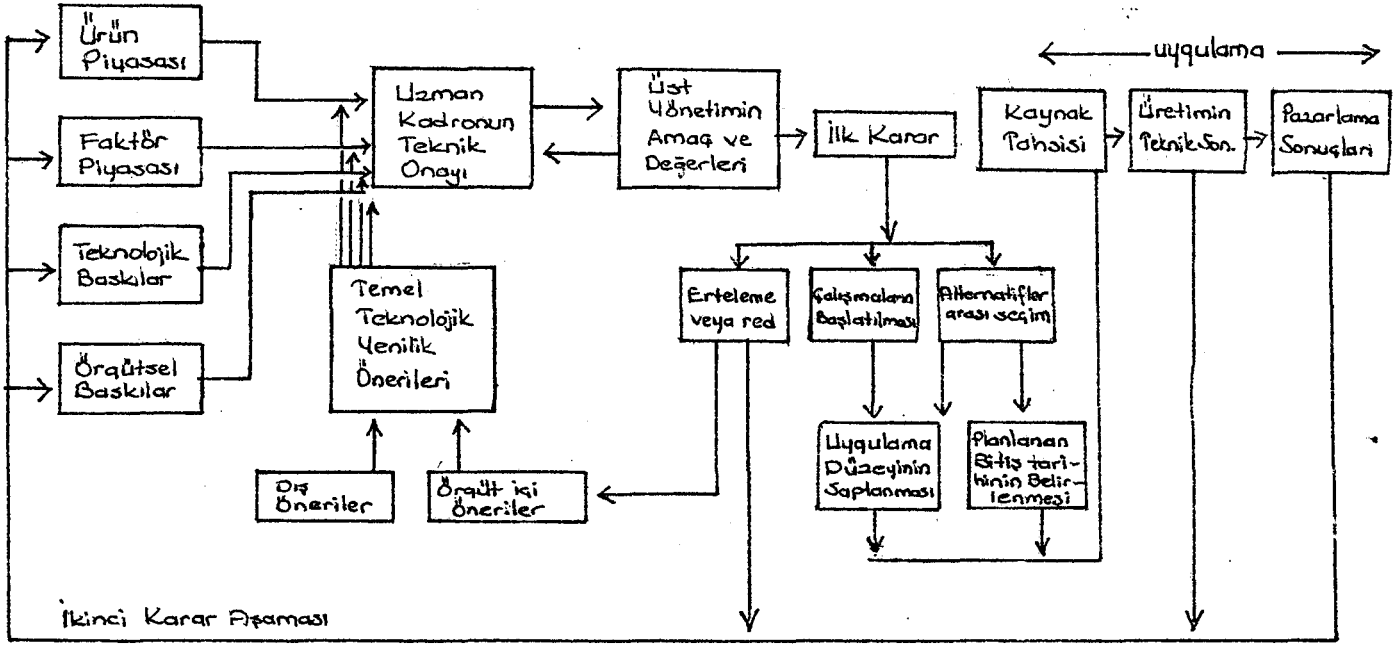 Ürün
Piyasası
Faktör
Piyasası
Teknolojik
Baskılar
Örgütsel
Baskılar
Uzman
Kadronun
Teknik
Onayı
Temel
Teknolojik
Yenilik
Önerileri
Dış
Öneriler
Örgüt içi
Öneriler
Üst
Yönetimin
Amaç ve
Değerleri
İlk Karar
Erteleme
veya red
Çalışmaların
Başlatılması
Alternatifler
arası seçim
Uygulama
Düzeyinin
Saptanması
Planlanan
Bitiş tari-
hinin Belir-
lenmesi
uygulama
Kaynak
Tahsisi
Üretimin
Teknik Son.
Pazarlama
Sonuçları
İkinci Karar Aşaması